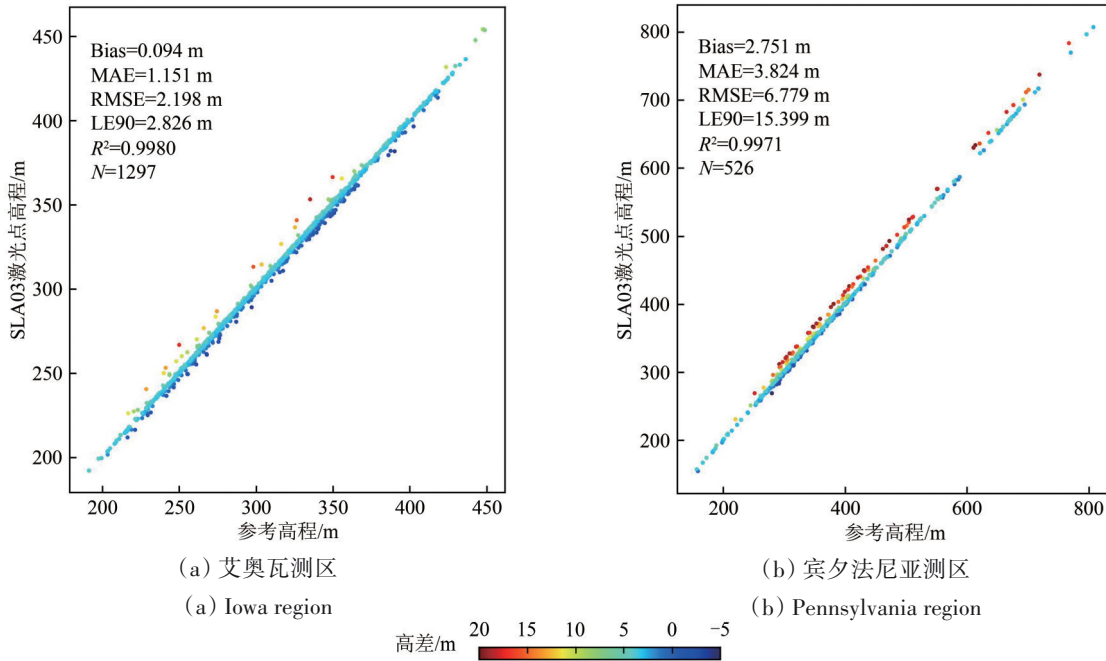 450
400
350
300
250
200
SLA03激光点高程/m
Bias=0.094 m
MAE=1.151 m
RMSE=2.198 m
LE90=2.826 m
R²=0.9980
N=1297
200 250 300 350 400 450
参考高程/m
(a)艾奥瓦测区
(a) Iowa region
800
700
600
500
400
300
200
SLA03激光点高程/m
Bias=2.751 m
MAE=3.824 m
RMSE=6.779 m
LE90=15.399 m
R²=0.9971
N=526
200 400 600 800
参考高程/m
(b)宾夕法尼亚测区
(b) Pennsylvania region
高差/m
20 15 10 5 0 −5